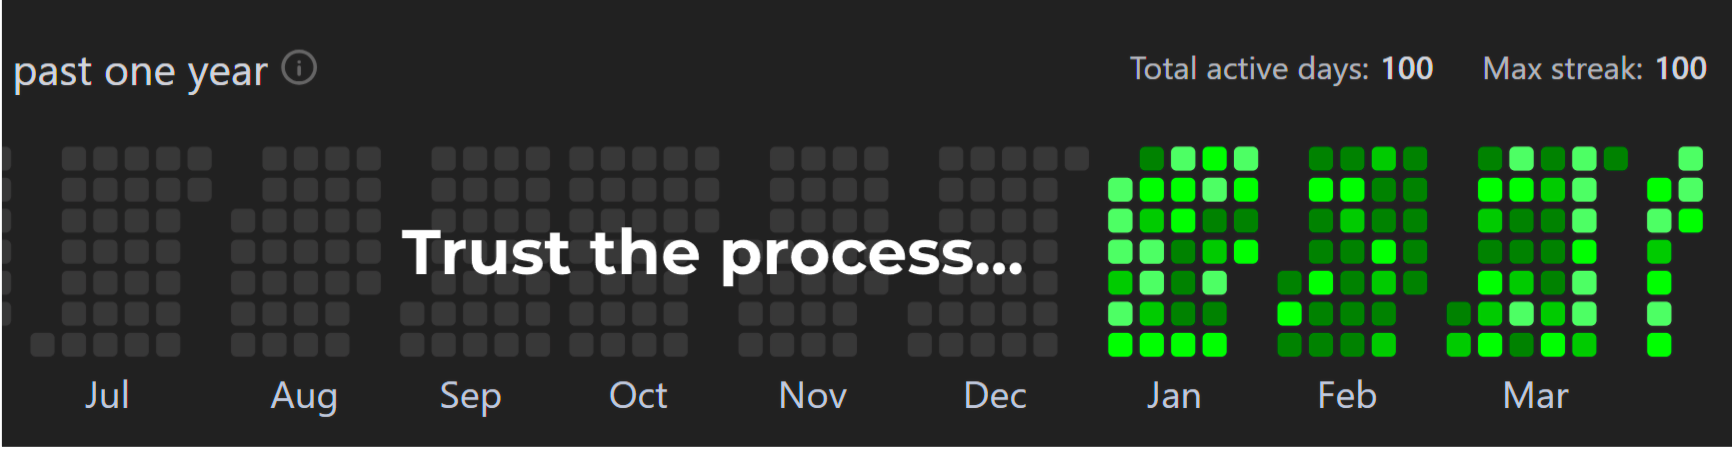 past one year
Total active days: 100 Max streak: 100
Trust the process...
Jul Aug Sep Oct Nov Dec Jan Feb Mar